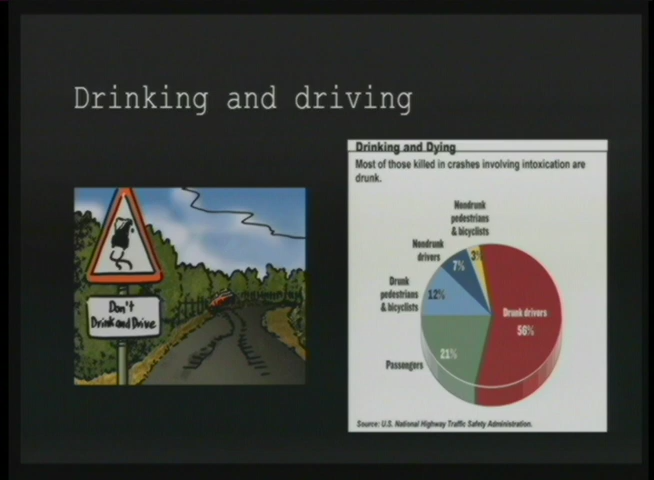 Drinking and driving
Don't
Drink and Drive
Drinking and Dying
Most of those killed in crashes involving intoxication are
drunk.
Nondrunk
pedestrians
& bicyclists
3%
Nondrunk
drivers
7%
Drunk
pedestrians
& bicyclists
12%
Drunk drivers
56%
Passengers
21%
Source: U.S. National Highway Traffic Safety Administration.